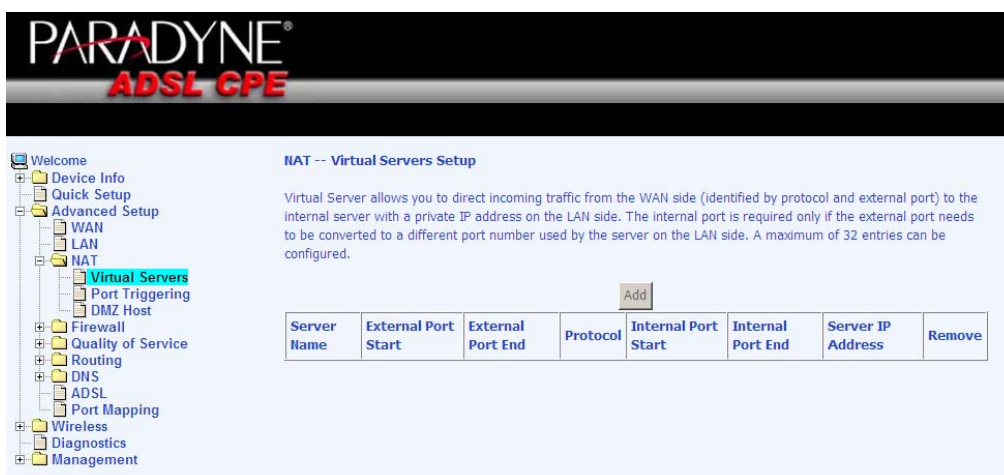 PARADYNE®
ADSL CPE
Welcome
Device Info
Quick Setup
Advanced Setup
WAN
LAN
NAT
Virtual Servers
Port Triggering
DMZ Host
Firewall
Quality of Service
Routing
DNS
ADSL
Port Mapping
Wireless
Diagnostics
Management
NAT -- Virtual Servers Setup
Virtual Server allows you to direct incoming traffic from the WAN side (identified by protocol and external port) to the
internal server with a private IP address on the LAN side. The internal port is required only if the external port needs
to be converted to a different port number used by the server on the LAN side. A maximum of 32 entries can be
configured.
Add
Server Name | External Port Start | External Port End | Protocol | Internal Port Start | Internal Port End | Server IP Address | Remove